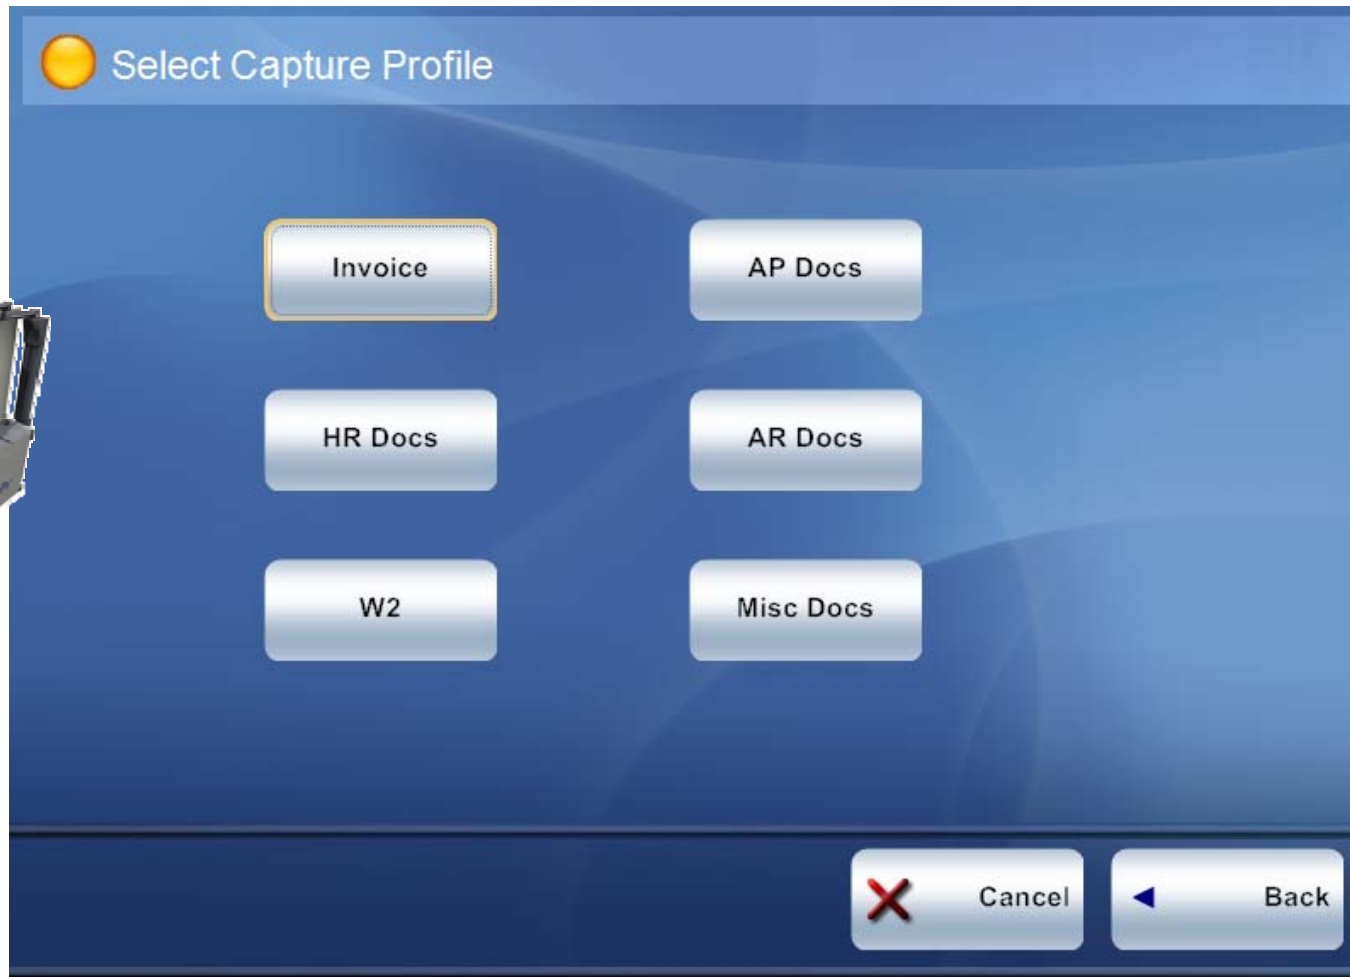 Select Capture Profile
Invoice
AP Docs
HR Docs
AR Docs
W2
Misc Docs
Cancel
Back